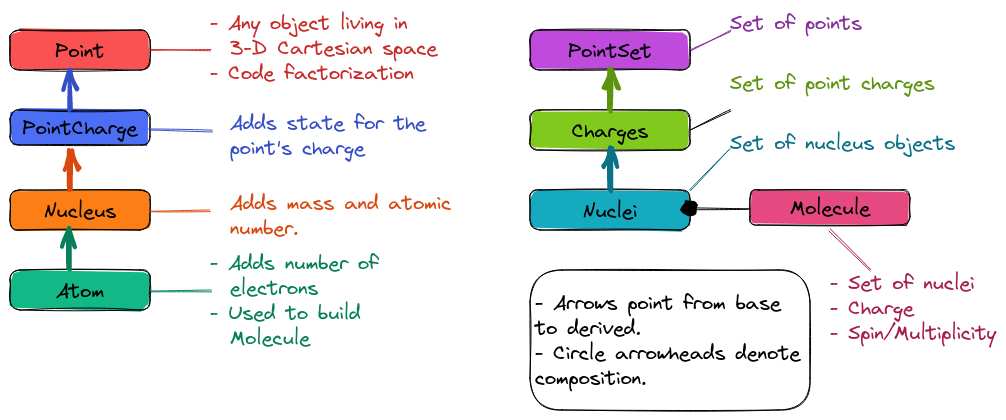 Point
- Any object living in
3-D Cartesian space
- Code factorization
PointCharge
Adds state for the
point's charge
Nucleus
Adds mass and atomic
number.
Atom
- Adds number of
electrons
- Used to build
Molecule
PointSet
Set of points
Charges
Set of point charges
Nuclei
Set of nucleus objects
Molecule
- Set of nuclei
- Charge
- Spin/Multiplicity
- Arrows point from base
to derived.
- Circle arrowheads denote
composition.